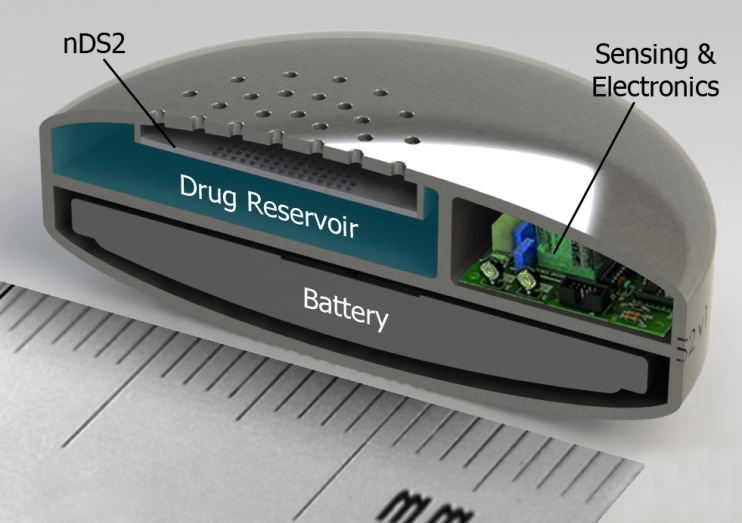 nDS2
Sensing &
Electronics
Drug Reservoir
Battery
mm